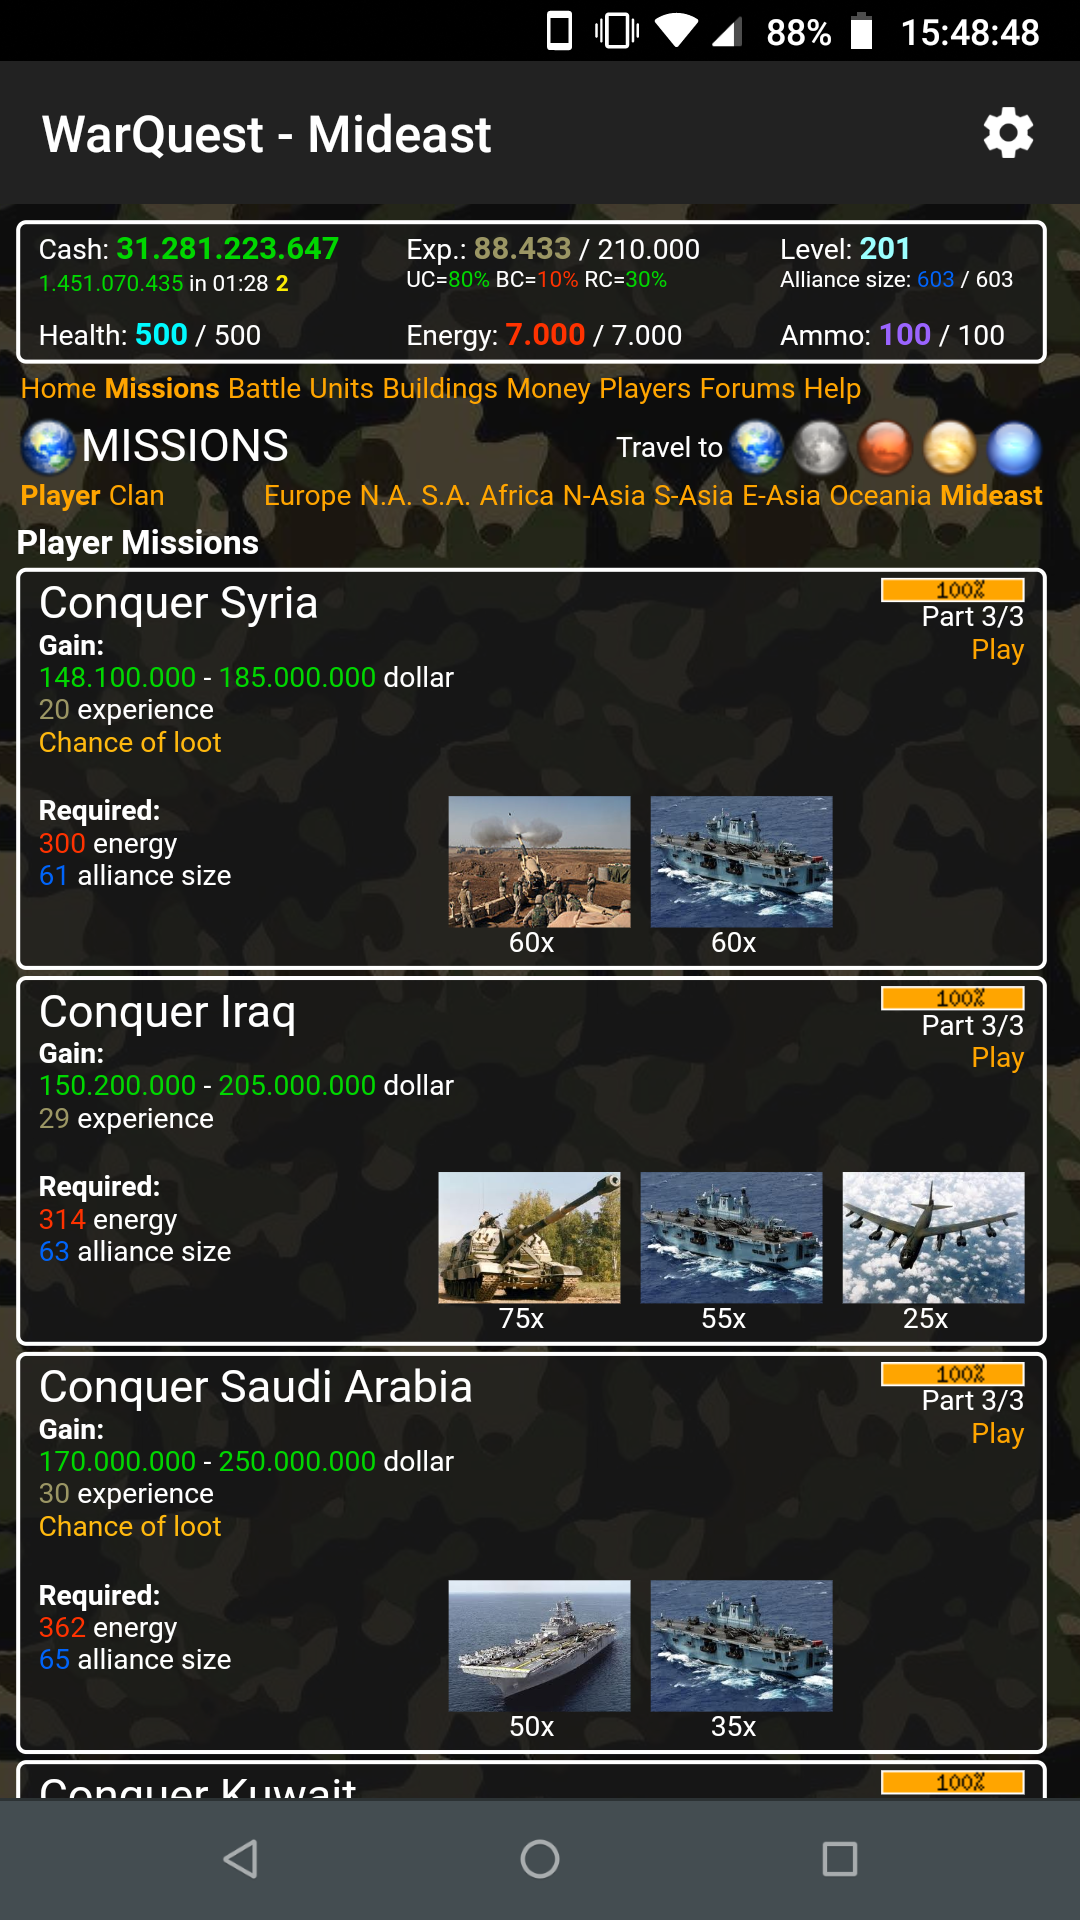 88% 15:48:48
WarQuest - Mideast
Cash: 31.281.223.647 Exp.: 88.433 / 210.000 Level: 201
1.451.070.435 in 01:28 2 UC=80% BC=10% RC=30% Alliance size: 603 / 603
Health: 500 / 500 Energy: 7.000 / 7.000 Ammo: 100 / 100
Home Missions Battle Units Buildings Money Players Forums Help
MISSIONS Travel to
Player Clan Europe N.A. S.A. Africa N-Asia S-Asia E-Asia Oceania Mideast
Player Missions
Conquer Syria 100%
Part 3/3
Gain:
Play
148.100.000 - 185.000.000 dollar
20 experience
Chance of loot
Required:
300 energy
61 alliance size
60x 60x
Conquer Iraq 100%
Part 3/3
Gain:
Play
150.200.000 - 205.000.000 dollar
29 experience
Required:
314 energy
63 alliance size
75x 55x 25x
Conquer Saudi Arabia 100%
Part 3/3
Gain:
Play
170.000.000 - 250.000.000 dollar
30 experience
Chance of loot
Required:
362 energy
65 alliance size
50x 35x
Conquer Kuwait 100%